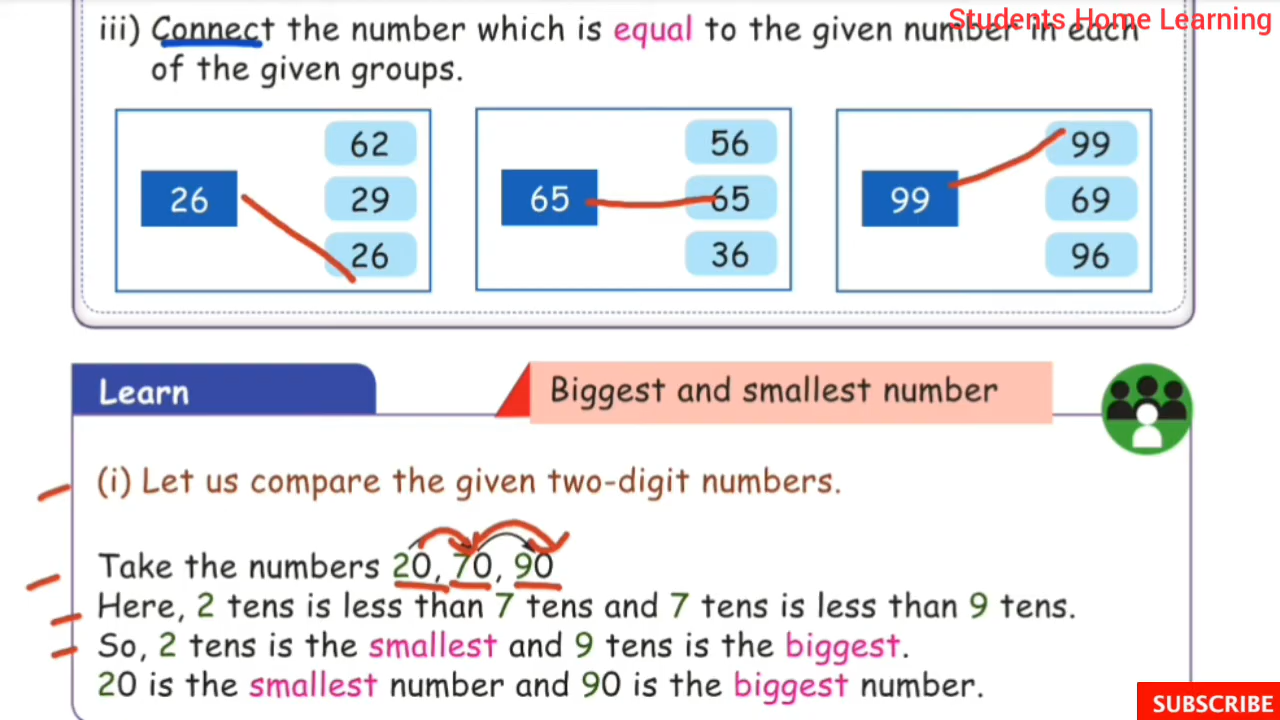 Students Home Learning
iii) Connect the number which is equal to the given number in each
of the given groups.
26
62
29
26
65
56
65
36
99
99
69
96
Learn
Biggest and smallest number
(i) Let us compare the given two-digit numbers.
Take the numbers 20, 70, 90
Here, 2 tens is less than 7 tens and 7 tens is less than 9 tens.
So, 2 tens is the smallest and 9 tens is the biggest.
20 is the smallest number and 90 is the biggest number.
SUBSCRIBE